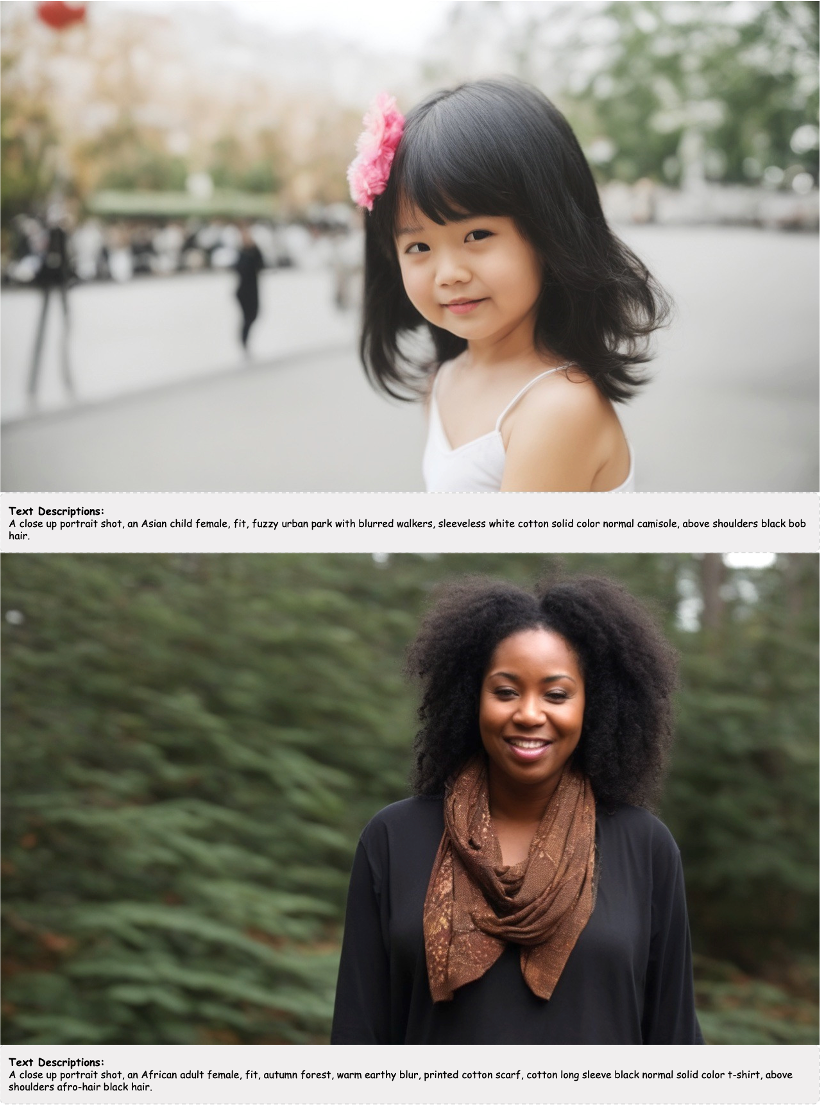 Text Descriptions:
A close up portrait shot, an Asian child female, fit, fuzzy urban park with blurred walkers, sleeveless white cotton solid color normal camisole, above shoulders black bob
hair.
Text Descriptions:
A close up portrait shot, an African adult female, fit, autumn forest, warm earthy blur, printed cotton scarf, cotton long sleeve black normal solid color t-shirt, above
shoulders afro-hair black hair.